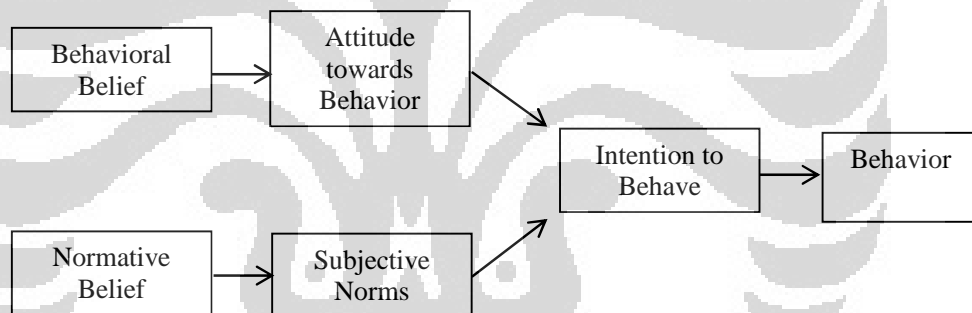 Behavioral
Belief
Attitude
towards
Behavior
Intention to
Behave
Behavior
Normative
Belief
Subjective
Norms